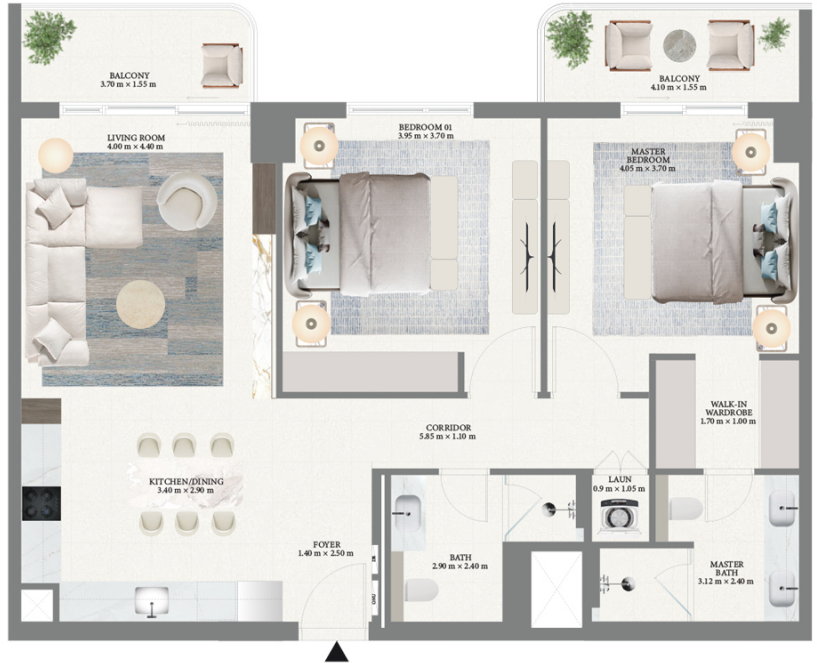 BALCONY
3.70 m × 1.55 m
BALCONY
4.10 m × 1.55 m
LIVING ROOM
4.00 m × 4.40 m
BEDROOM 01
3.95 m × 3.70 m
MASTER
BEDROOM
4.05 m × 3.70 m
WALK-IN
WARDROBE
1.70 m × 1.00 m
CORRIDOR
5.85 m × 1.10 m
KITCHEN/DINING
3.40 m × 2.90 m
LAUN
0.9 m × 1.05 m
FOYER
1.40 m × 2.50 m
BATH
2.90 m × 2.40 m
MASTER
BATH
3.12 m × 2.40 m